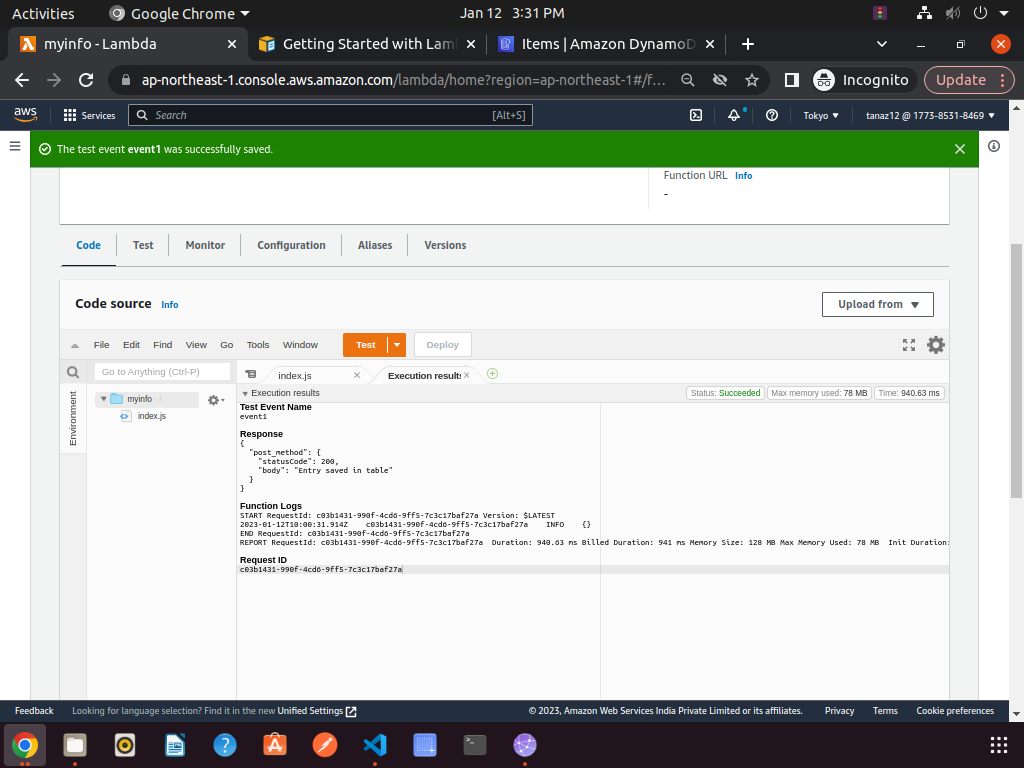 Activities Google Chrome Jan 12 3:31 PM
myinfo - Lambda Getting Started with Lam Items | Amazon DynamoD
ap-northeast-1.console.aws.amazon.com/lambda/home?region=ap-northeast-1#/f... Incognito Update
aws Services Search [Alt+S] Tokyo tanaz12 @ 1773-8531-8469
The test event event1 was successfully saved.
Function URL Info
-
Code Test Monitor Configuration Aliases Versions
Code source Info Upload from
File Edit Find View Go Tools Window Test Deploy
Go to Anything (Ctrl-P) index.js Execution results
Environment
myinfo - /
index.js
Execution results Status: Succeeded Max memory used: 78 MB Time: 940.63 ms
Test Event Name
event1
Response
{
"post_method": {
"statusCode": 200,
"body": "Entry saved in table"
}
}
Function Logs
START RequestId: c03b1431-990f-4cd6-9ff5-7c3c17baf27a Version: $LATEST
2023-01-12T10:00:31.914Z c03b1431-990f-4cd6-9ff5-7c3c17baf27a INFO {}
END RequestId: c03b1431-990f-4cd6-9ff5-7c3c17baf27a
REPORT RequestId: c03b1431-990f-4cd6-9ff5-7c3c17baf27a Duration: 940.63 ms Billed Duration: 941 ms Memory Size: 128 MB Max Memory Used: 78 MB Init Duration:
Request ID
c03b1431-990f-4cd6-9ff5-7c3c17baf27a
Feedback Looking for language selection? Find it in the new Unified Settings © 2023, Amazon Web Services India Private Limited or its affiliates. Privacy Terms Cookie preferences